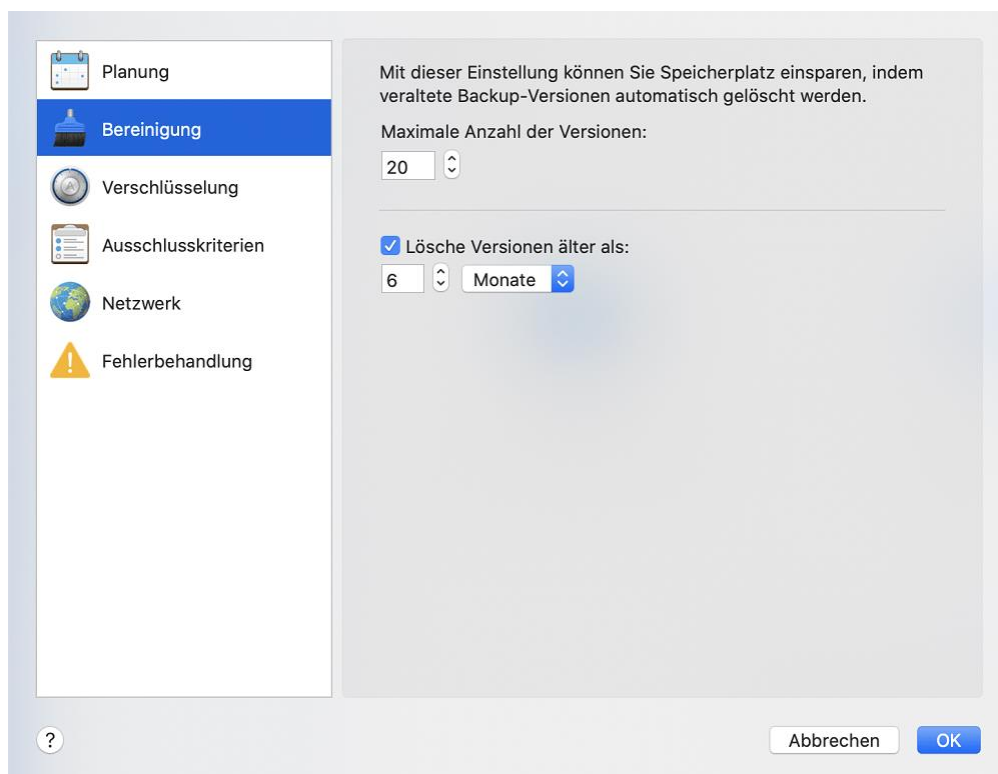 Planung
Bereinigung
Verschlüsselung
Ausschlusskriterien
Netzwerk
Fehlerbehandlung
Mit dieser Einstellung können Sie Speicherplatz einsparen, indem
veraltete Backup-Versionen automatisch gelöscht werden.
Maximale Anzahl der Versionen:
20
Lösche Versionen älter als:
6 Monate
?
Abbrechen
OK